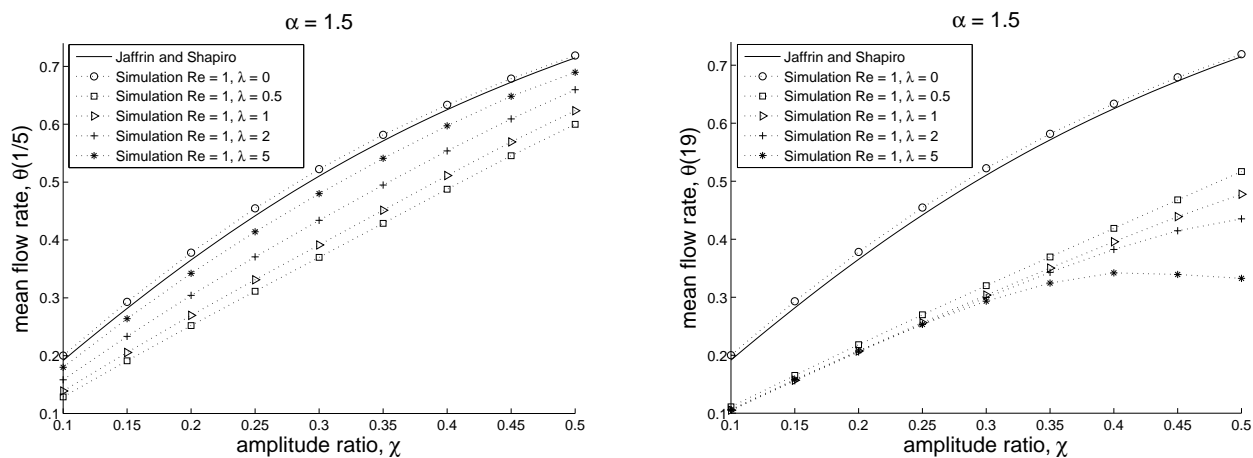 α = 1.5
Jaffrin and Shapiro
Simulation Re = 1, λ = 0
Simulation Re = 1, λ = 0.5
Simulation Re = 1, λ = 1
Simulation Re = 1, λ = 2
Simulation Re = 1, λ = 5
mean flow rate, θ(1/5)
0.7
0.6
0.5
0.4
0.3
0.2
0.1
0.1 0.15 0.2 0.25 0.3 0.35 0.4 0.45 0.5
amplitude ratio, χ
α = 1.5
Jaffrin and Shapiro
Simulation Re = 1, λ = 0
Simulation Re = 1, λ = 0.5
Simulation Re = 1, λ = 1
Simulation Re = 1, λ = 2
Simulation Re = 1, λ = 5
mean flow rate, θ(19)
0.7
0.6
0.5
0.4
0.3
0.2
0.1
0.1 0.15 0.2 0.25 0.3 0.35 0.4 0.45 0.5
amplitude ratio, χ